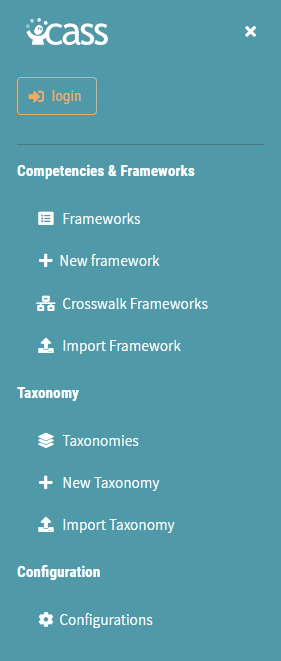 cass
login
Competencies & Frameworks
Frameworks
New framework
Crosswalk Frameworks
Import Framework
Taxonomy
Taxonomies
New Taxonomy
Import Taxonomy
Configuration
Configurations